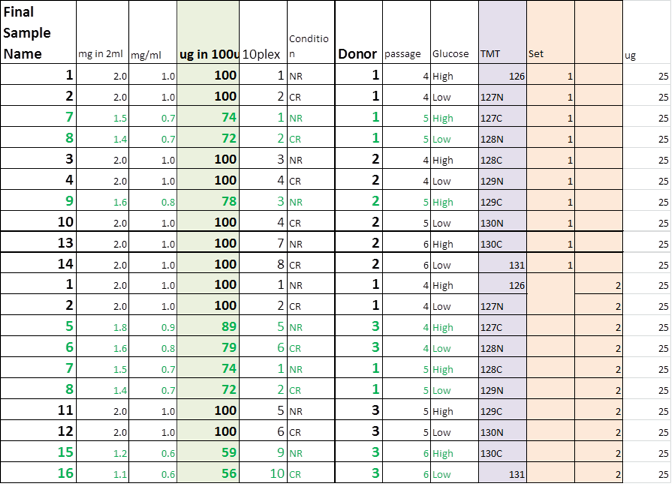 Final Sample Name mg in 2ml mg/ml ug in 100u 10plex Conditio n Donor passage Glucose TMT Set ug
1 2.0 1.0 100 1 NR 1 4 High 126 1 25
2 2.0 1.0 100 2 CR 1 4 Low 127N 1 25
7 1.5 0.7 74 1 NR 1 5 High 127C 1 25
8 1.4 0.7 72 2 CR 1 5 Low 128N 1 25
3 2.0 1.0 100 3 NR 2 4 High 128C 1 25
4 2.0 1.0 100 4 CR 2 4 Low 129N 1 25
9 1.6 0.8 78 3 NR 2 5 High 129C 1 25
10 2.0 1.0 100 4 CR 2 5 Low 130N 1 25
13 2.0 1.0 100 7 NR 2 6 High 130C 1 25
14 2.0 1.0 100 8 CR 2 6 Low 131 1 25
1 2.0 1.0 100 1 NR 1 4 High 126 2 25
2 2.0 1.0 100 2 CR 1 4 Low 127N 2 25
5 1.8 0.9 89 5 NR 3 4 High 127C 2 25
6 1.6 0.8 79 6 CR 3 4 Low 128N 2 25
7 1.5 0.7 74 1 NR 1 5 High 128C 2 25
8 1.4 0.7 72 2 CR 1 5 Low 129N 2 25
11 2.0 1.0 100 5 NR 3 5 High 129C 2 25
12 2.0 1.0 100 6 CR 3 5 Low 130N 2 25
15 1.2 0.6 59 9 NR 3 6 High 130C 2 25
16 1.1 0.6 56 10 CR 3 6 Low 131 2 25